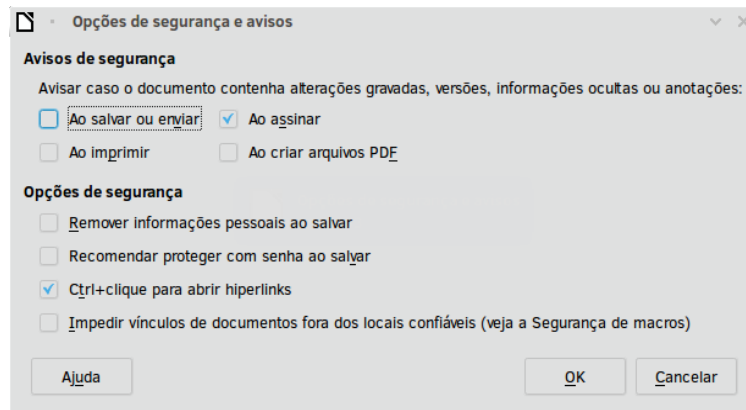 Opções de segurança e avisos
Avisos de segurança
Avisar caso o documento contenha alterações gravadas, versões, informações ocultas ou anotações:
Ao salvar ou enviar Ao assinar
Ao imprimir Ao criar arquivos PDF
Opções de segurança
Remover informações pessoais ao salvar
Recomendar proteger com senha ao salvar
Ctrl+clique para abrir hiperlinks
Impedir vínculos de documentos fora dos locais confiáveis (veja a Segurança de macros)
Ajuda OK Cancelar